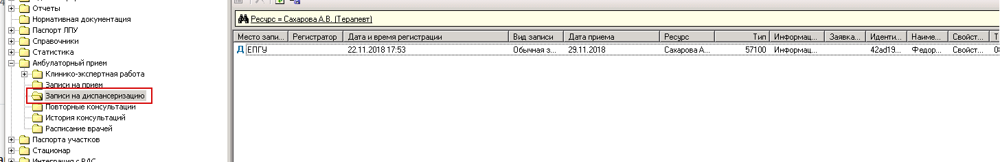 Отчеты
Нормативная документация
Паспорт ЛПУ
Справочники
Статистика
Амбулаторный прием
Клинико-экспертная работа
Записи на прием
Записи на диспансеризацию
Повторные консультации
История консультаций
Расписание врачей
Паспорта участков
Стационар
Интеграция с РДС
Ресурс = Сахарова А.В. (Терапевт)
Место запи... Регистратор Дата и время регистрации Вид записи Дата приема Ресурс Тип Информац... Заявка... Иденти... Наиме... Свойст...
Д ЕПГУ 22.11.2018 17:53 Обычная з... 29.11.2018 Сахарова А... 57100 Информац... 42ad19... Федор... Свойст...